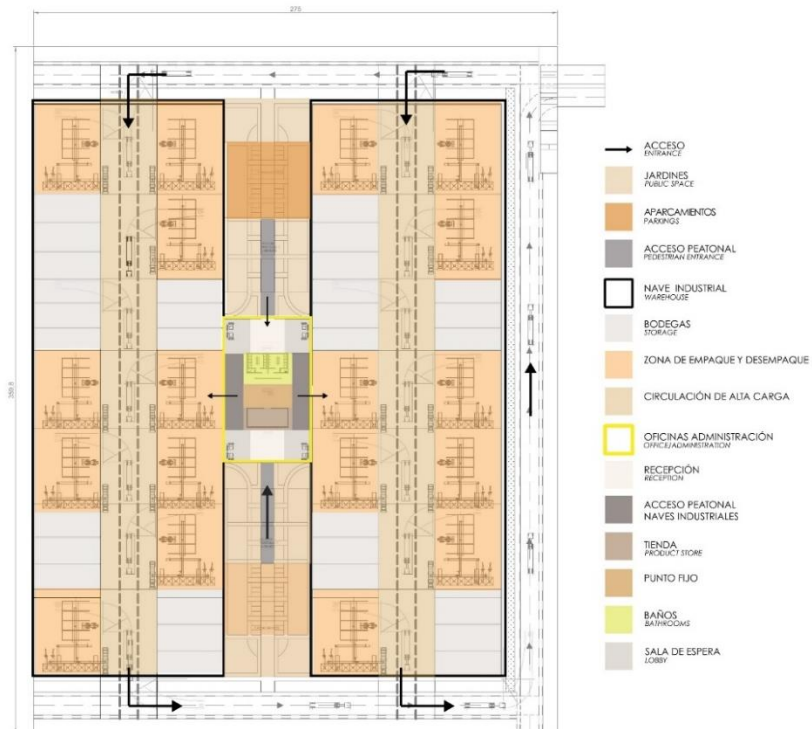 275
ACCESO
ENTRANCE
JARDINES
PUBLIC SPACE
APARCAMIENTOS
PARKINGS
ACCESO PEATONAL
PEDESTRIAN ENTRANCE
NAVE INDUSTRIAL
WAREHOUSE
BODEGAS
STORAGE
ZONA DE EMPAQUE Y DESEMPAQUE
CIRCULACIÓN DE ALTA CARGA
OFICINAS ADMINISTRACIÓN
OFFICE/ADMINISTRATION
RECEPCIÓN
RECEPTION
ACCESO PEATONAL
NAVES INDUSTRIALES
TIENDA
PRODUCT STORE
PUNTO FIJO
BAÑOS
BATHROOMS
SALA DE ESPERA
LOBBY